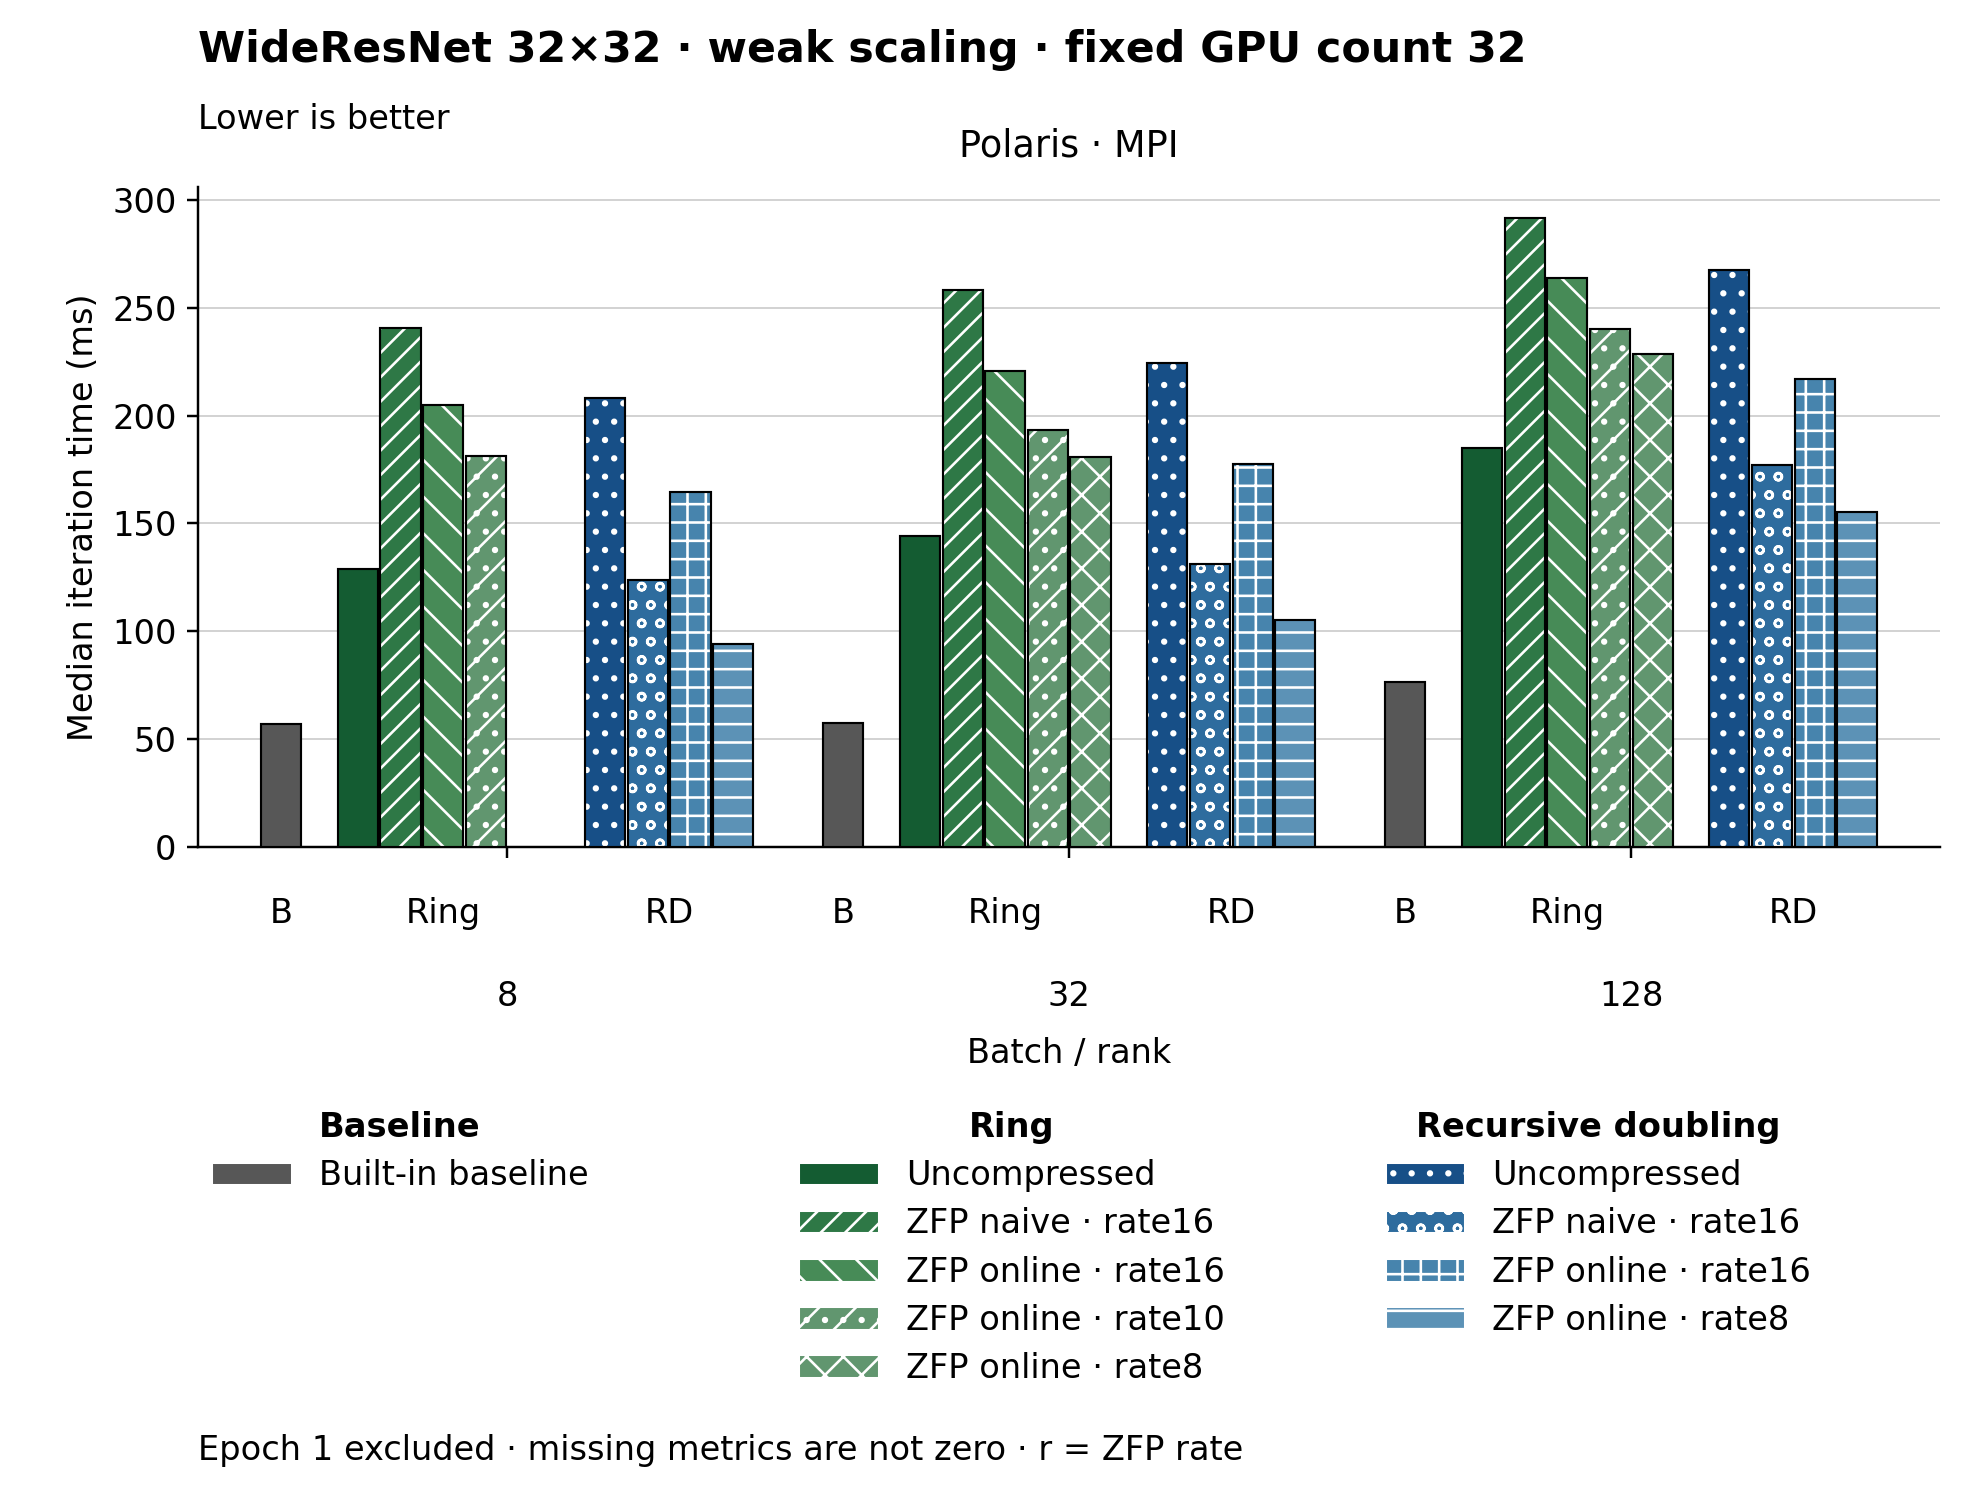 WideResNet 32×32 · weak scaling · fixed GPU count 32
Lower is better
Polaris · MPI
Median iteration time (ms)
300
250
200
150
100
50
0
B Ring RD B Ring RD B Ring RD
8 32 128
Batch / rank
Baseline
Built-in baseline
Ring
Uncompressed
ZFP naive · rate16
ZFP online · rate16
ZFP online · rate10
ZFP online · rate8
Recursive doubling
Uncompressed
ZFP naive · rate16
ZFP online · rate16
ZFP online · rate8
Epoch 1 excluded · missing metrics are not zero · r = ZFP rate